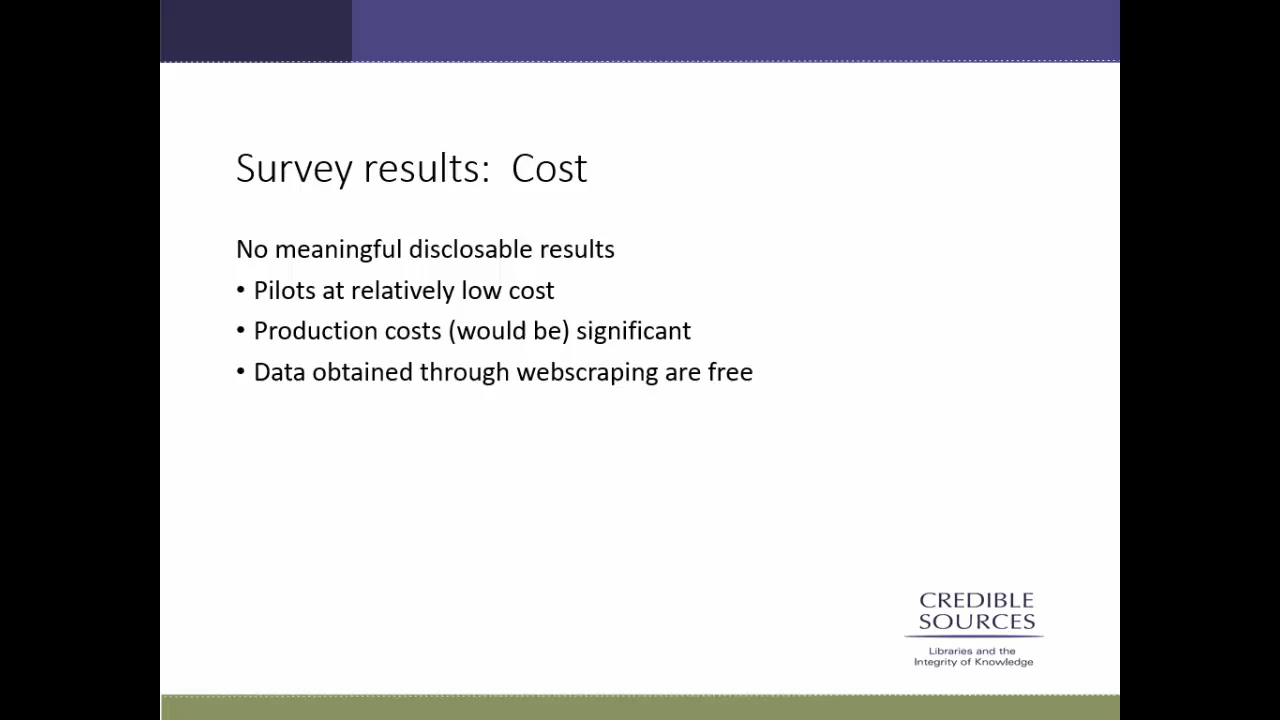 Survey results:  Cost
No meaningful disclosable results
• Pilots at relatively low cost
• Production costs (would be) significant
• Data obtained through webscraping are free
CREDIBLE
SOURCES
Libraries and the
Integrity of Knowledge